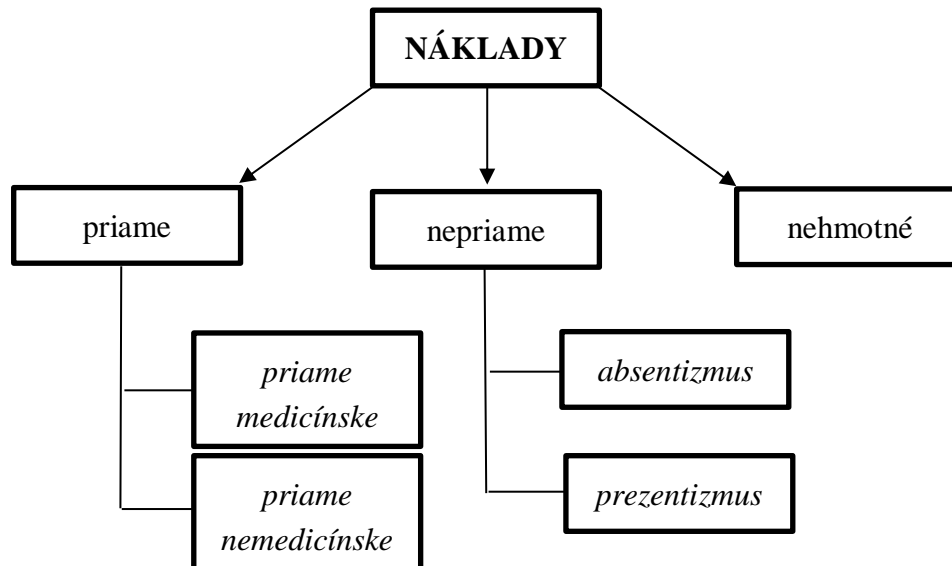 NÁKLADY
priame
nepriame
nehmotné
priame
medicínske
absentizmus
priame
nemedicínske
prezentizmus